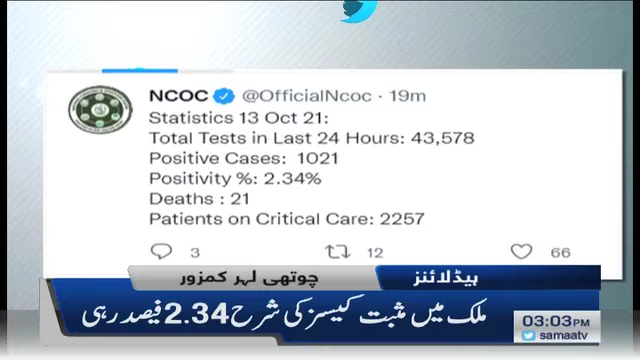 NCOC @OfficialNcoc · 19m
Statistics 13 Oct 21:
Total Tests in Last 24 Hours: 43,578
Positive Cases: 1021
Positivity %: 2.34%
Deaths : 21
Patients on Critical Care: 2257
3 12 66
ہیڈلائنز چوتھی لہر کمزور
ملک میں مثبت کیسز کی شرح 2.34 فیصد رہی
03:03PM
samaatv